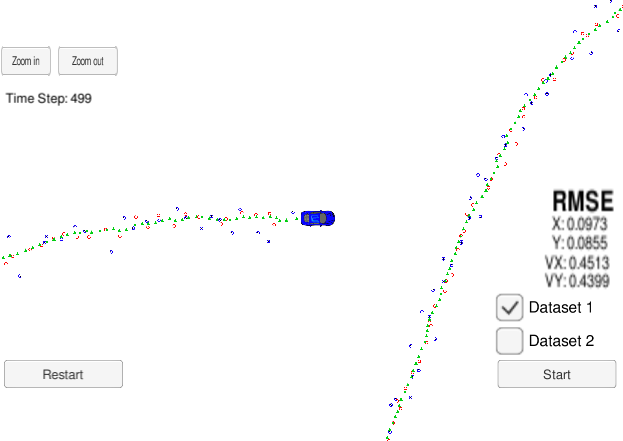 Zoom in
Zoom out
Time Step: 499
RMSE
X: 0.0973
Y: 0.0855
VX: 0.4513
VY: 0.4399
Dataset 1
Dataset 2
Restart
Start